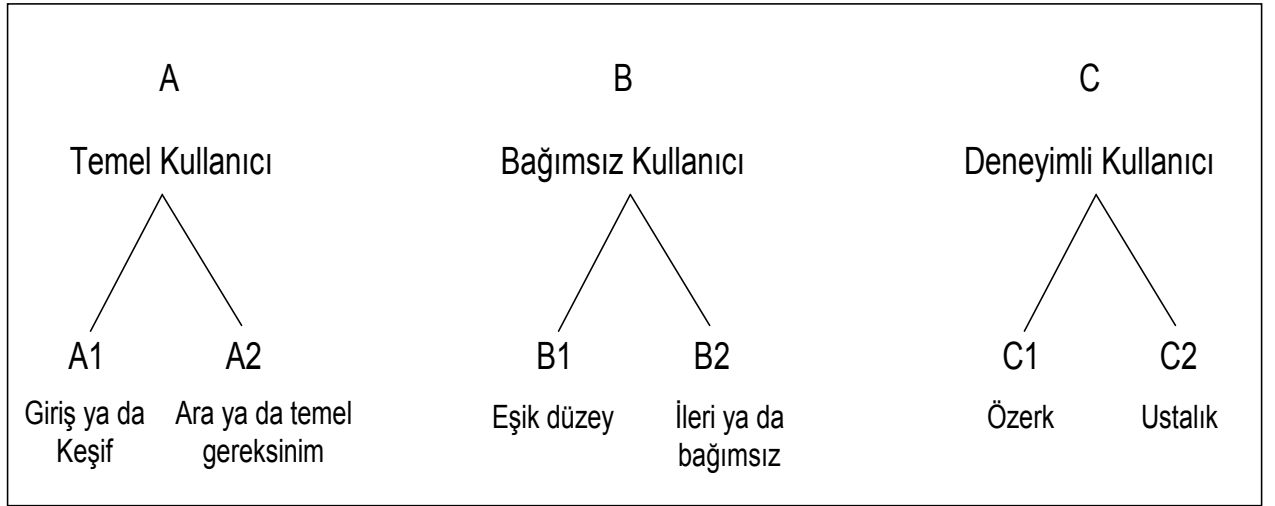 A
B
C
Temel Kullanıcı
Bağımsız Kullanıcı
Deneyimli Kullanıcı
A1
A2
B1
B2
C1
C2
Giriş ya da
Keşif
Ara ya da temel
gereksinim
Eşik düzey
İleri ya da
bağımsız
Özerk
Ustalık